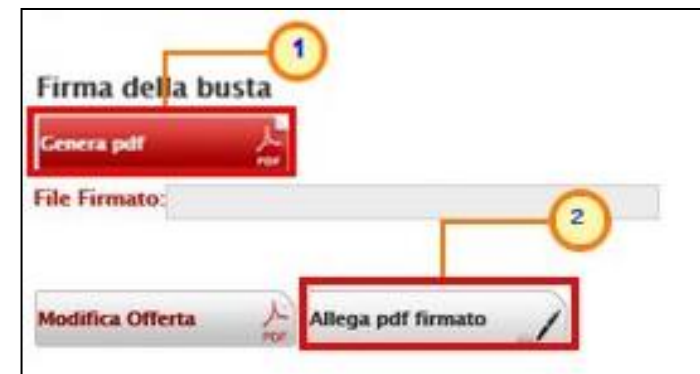 1
Firma della busta
Genera pdf
PDF
File Firmato:
2
Modifica Offerta
PDF
Allega pdf firmato